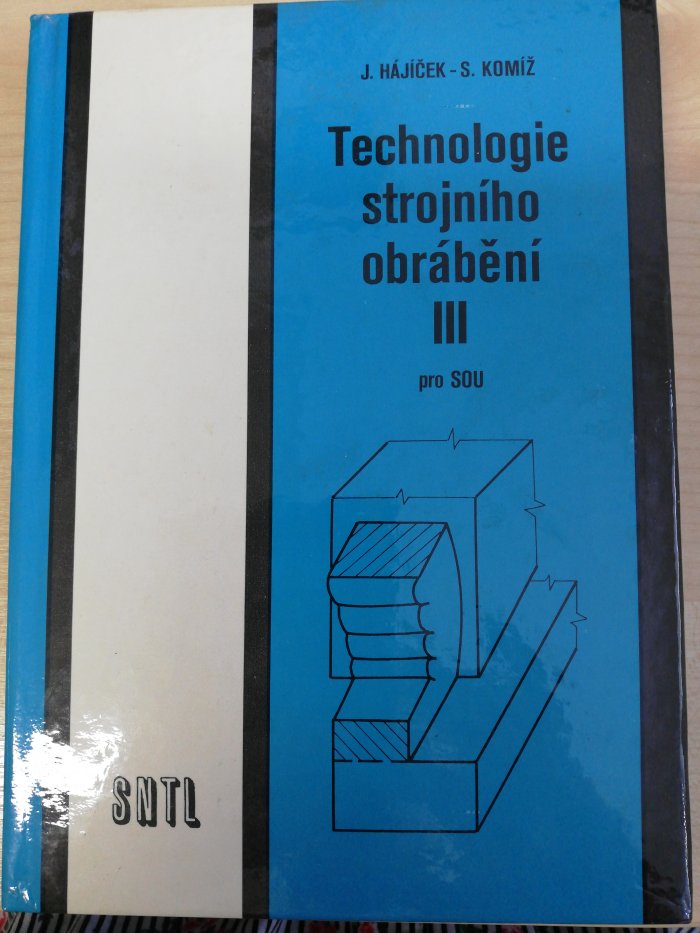 J. HÁJÍČEK - S. KOMÍŽ
Technologie
strojního
obrábění
III
pro SOU
SNTL